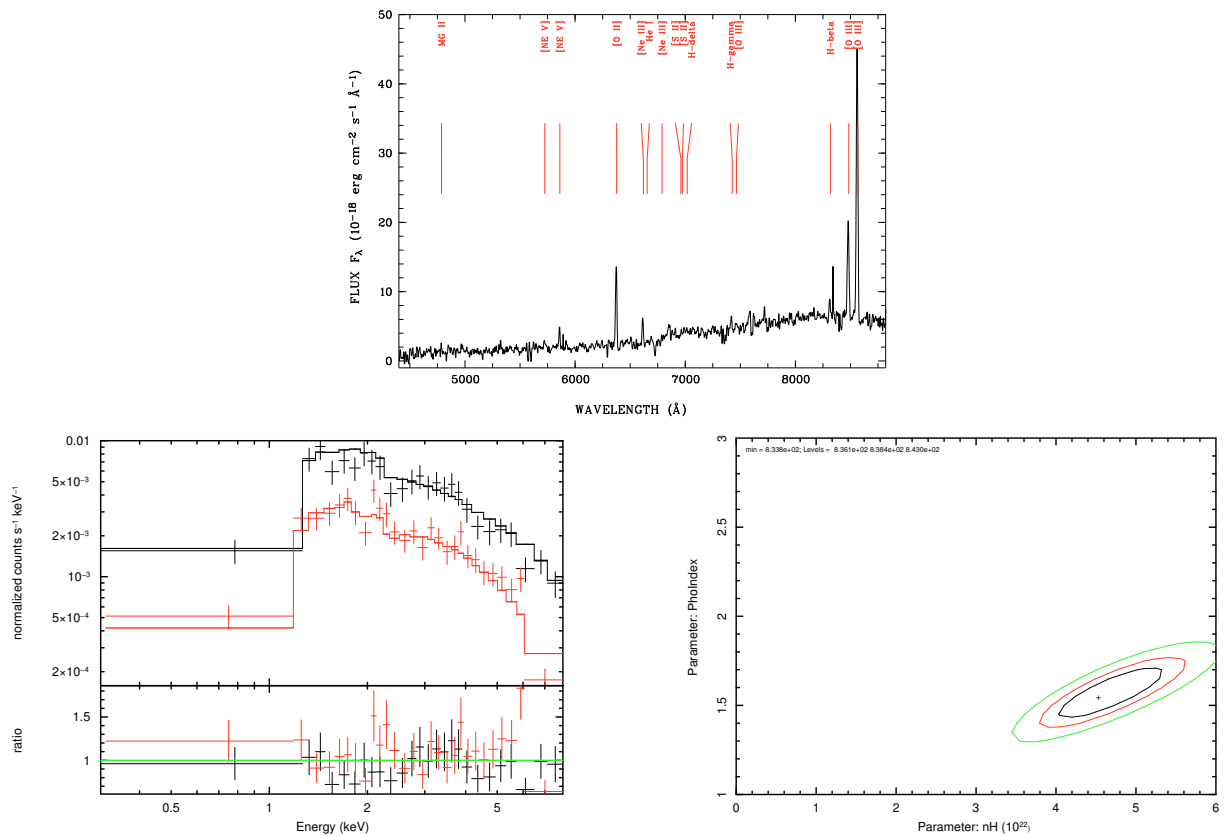 50
40
30
20
10
0
FLUX Fλ (10⁻¹⁸ erg cm⁻² s⁻¹ Å⁻¹)
MG II
[NE V]
[NE V]
[O II]
[Ne III]
He I
[Ne III]
[S II]
[S II]
H-delta
H-gamma
[O III]
H-beta
[O III]
[O III]
5000 6000 7000 8000
WAVELENGTH (Å)
0.01
5×10⁻³
2×10⁻³
10⁻³
5×10⁻⁴
2×10⁻⁴
normalized counts s⁻¹ keV⁻¹
1.5
1
ratio
0.5 1 2 5
Energy (keV)
min = 8.338e+02; Levels = 8.361e+02 8.384e+02 8.430e+02
3
2.5
2
1.5
1
Parameter: PhoIndex
0 1 2 3 4 5 6
Parameter: nH (10²²)